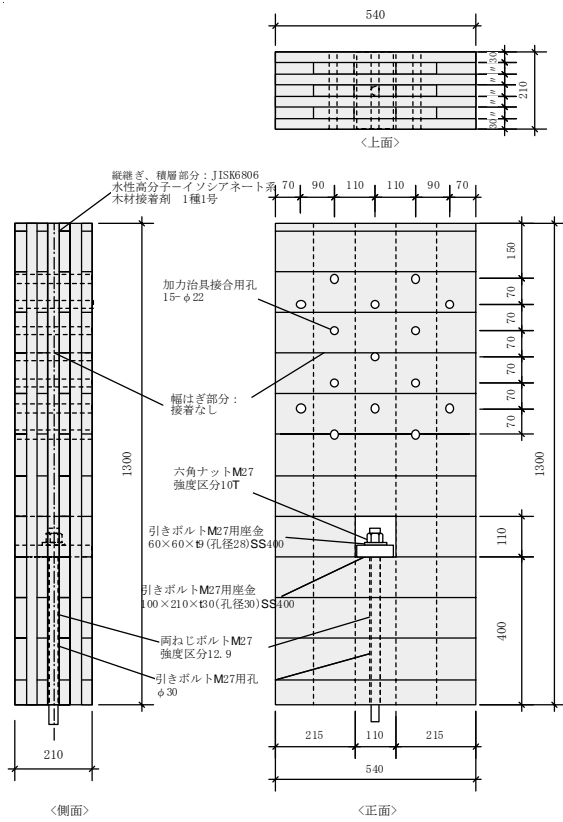 540
30
〃
〃
〃
〃
〃
30
210
〈上面〉
縦継ぎ、積層部分：JISK6806
水性高分子－イソシアネート系
木材接着剤　1種1号
70 90 110 110 90 70
加力治具接合用孔
15-φ22
150
70
70
70
70
70
70
幅はぎ部分：
接着なし
1300
1300
六角ナットM27
強度区分10T
引きボルトM27用座金
60×60×t9(孔径28)SS400
110
引きボルトM27用座金
100×210×t30(孔径30)SS400
400
両ねじボルトM27
強度区分12.9
引きボルトM27用孔
φ30
210
215 110 215
540
〈側面〉
〈正面〉